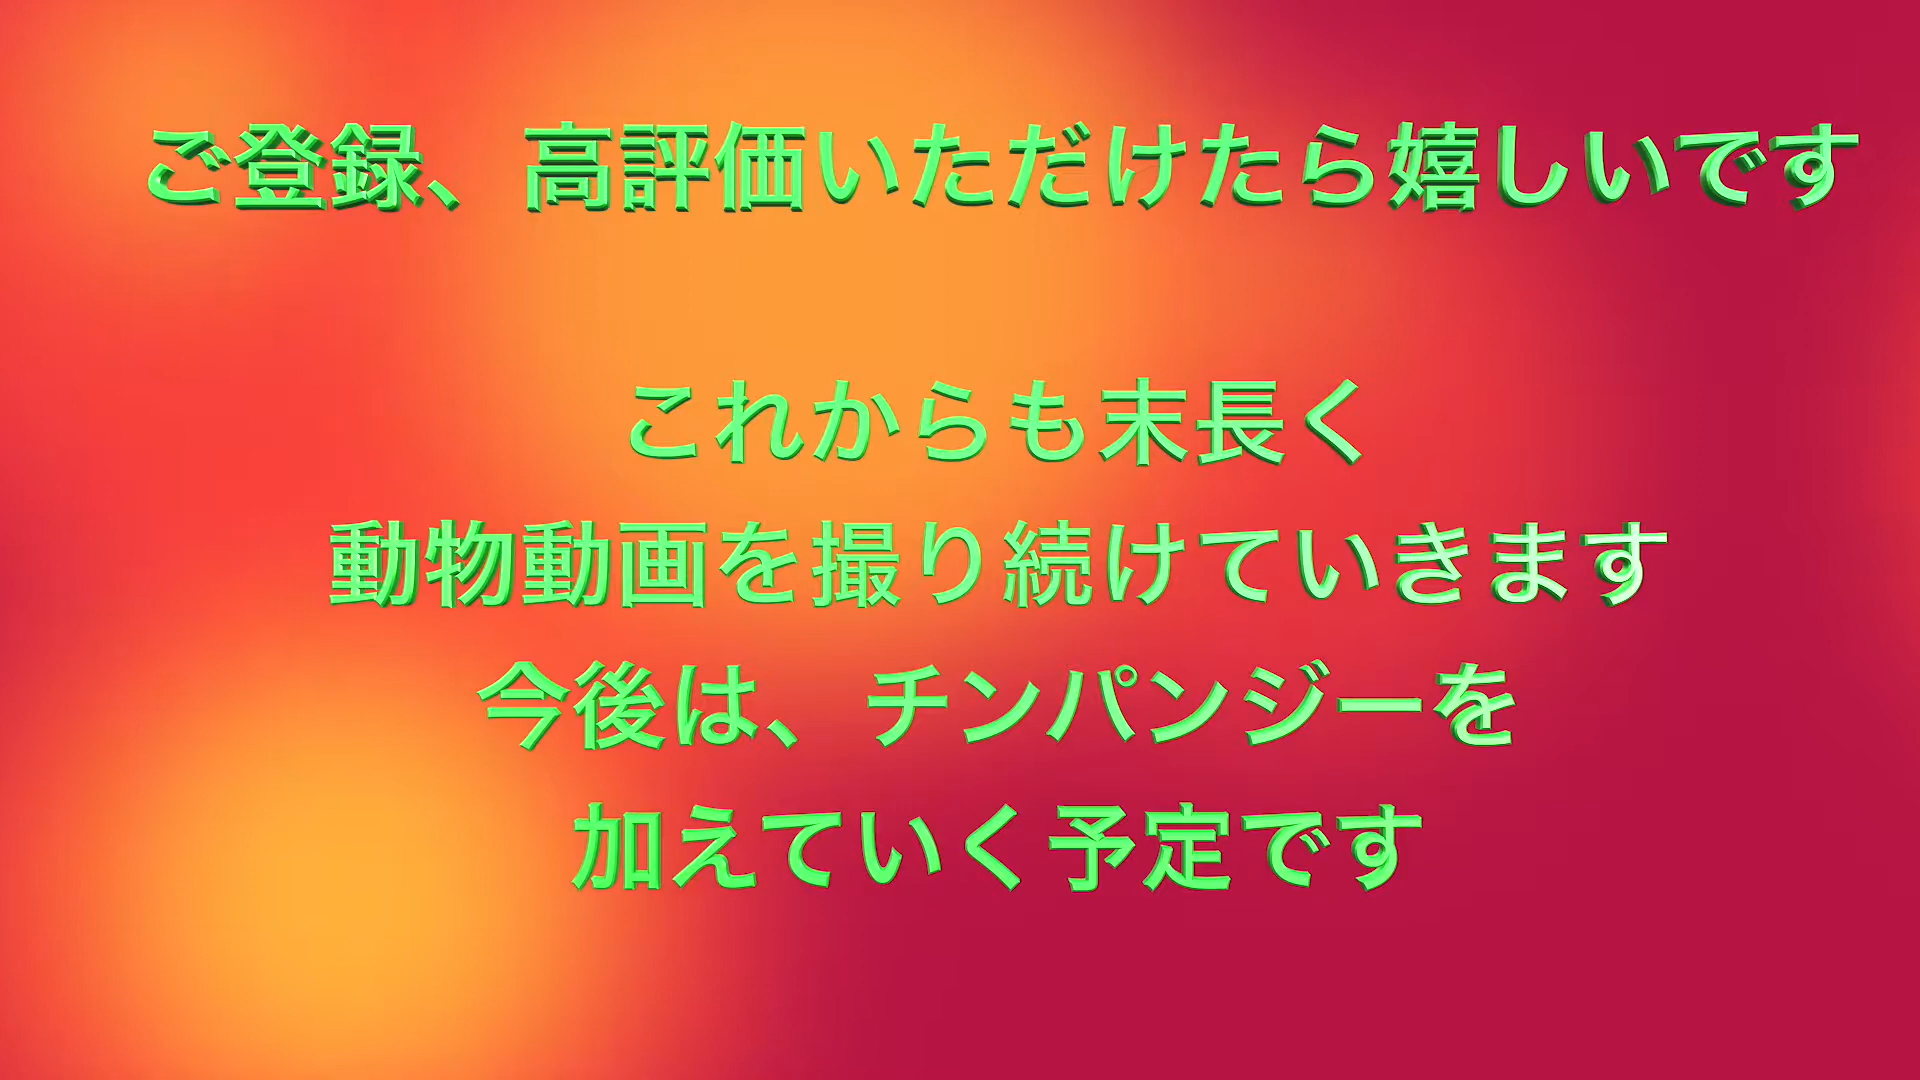 ご登録、高評価いただけたら嬉しいです
これからも末長く
動物動画を撮り続けていきます
今後は、チンパンジーを
加えていく予定です